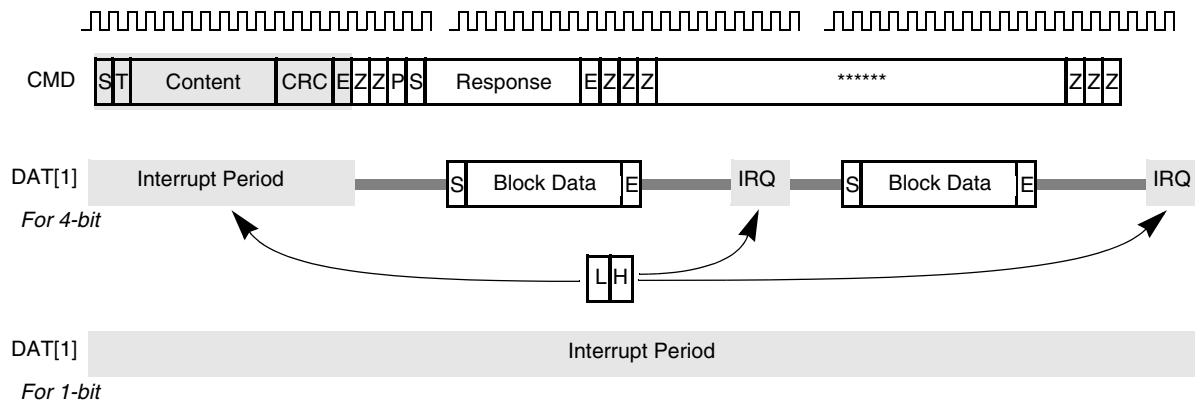 CMD S T Content CRC E Z Z P S Response E Z Z Z ****** Z Z Z
DAT[1] Interrupt Period S Block Data E IRQ S Block Data E IRQ
For 4-bit
L H
DAT[1] Interrupt Period
For 1-bit